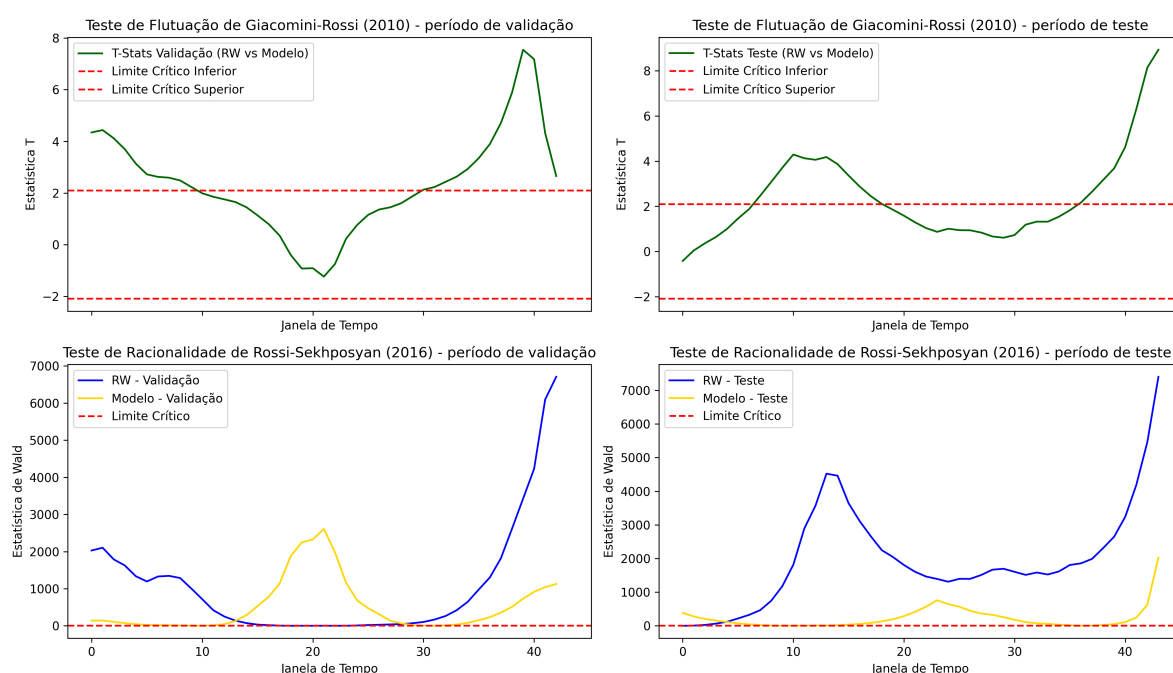 Teste de Flutuação de Giacomini-Rossi (2010) - período de validação
8
6
4
2
0
−2
Estatística T
T-Stats Validação (RW vs Modelo)
Limite Crítico Inferior
Limite Crítico Superior
0
10
20
30
40
Janela de Tempo
Teste de Flutuação de Giacomini-Rossi (2010) - período de teste
8
6
4
2
0
−2
Estatística T
T-Stats Teste (RW vs Modelo)
Limite Crítico Inferior
Limite Crítico Superior
Janela de Tempo
Teste de Racionalidade de Rossi-Sekhposyan (2016) - período de validação
7000
6000
5000
4000
3000
2000
1000
0
Estatística de Wald
RW - Validação
Modelo - Validação
Limite Crítico
0
10
20
30
40
Janela de Tempo
Teste de Racionalidade de Rossi-Sekhposyan (2016) - período de teste
7000
6000
5000
4000
3000
2000
1000
0
Estatística de Wald
RW - Teste
Modelo - Teste
Limite Crítico
0
10
20
30
40
Janela de Tempo